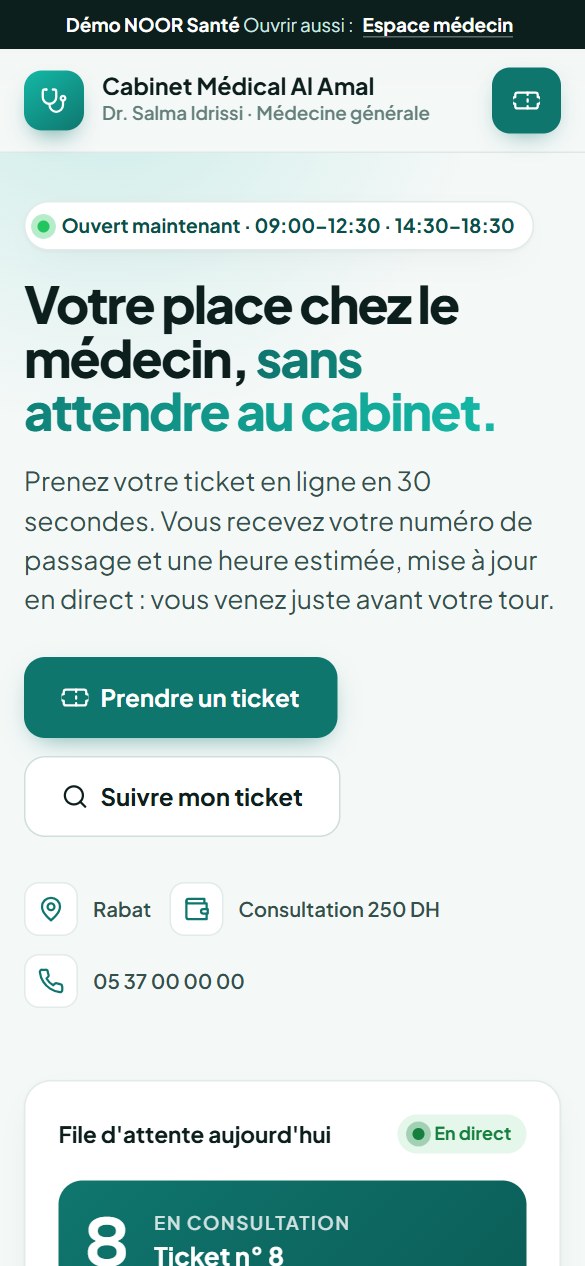 Démo NOOR Santé Ouvrir aussi : Espace médecin
Cabinet Médical Al Amal
Dr. Salma Idrissi · Médecine générale
Ouvert maintenant · 09:00–12:30 · 14:30–18:30
Votre place chez le
médecin, sans
attendre au cabinet.
Prenez votre ticket en ligne en 30
secondes. Vous recevez votre numéro de
passage et une heure estimée, mise à jour
en direct : vous venez juste avant votre tour.
Prendre un ticket
Suivre mon ticket
Rabat
Consultation 250 DH
05 37 00 00 00
File d'attente aujourd'hui
En direct
8
EN CONSULTATION
Ticket n° 8